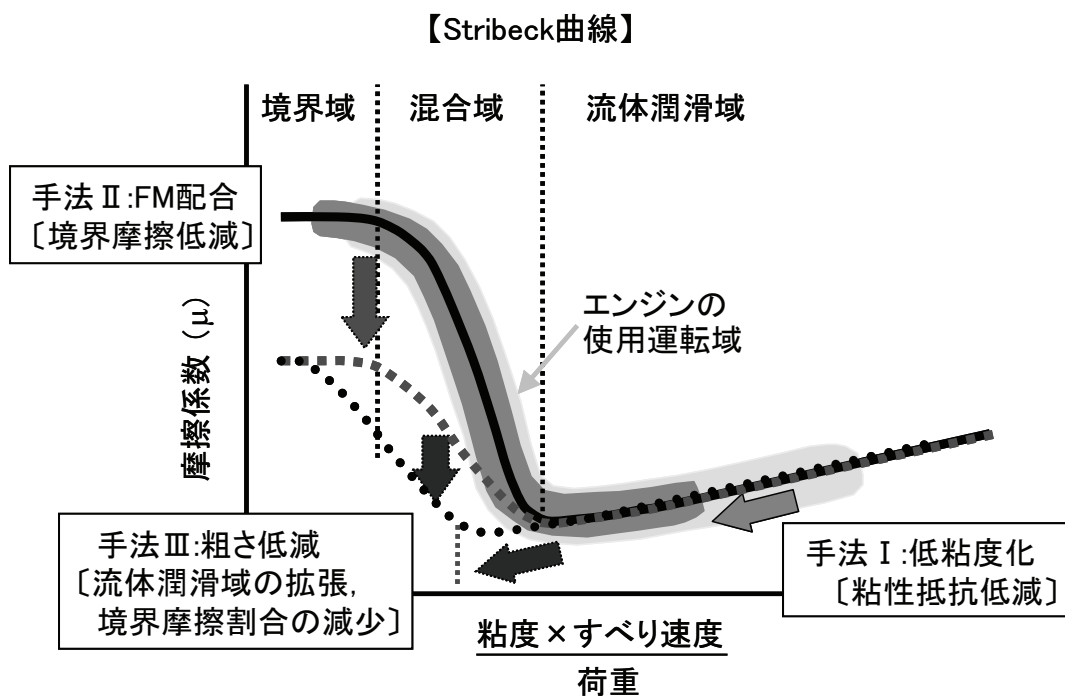 【Stribeck曲線】
境界域
混合域
流体潤滑域
手法Ⅱ:FM配合
〔境界摩擦低減〕
エンジンの
使用運転域
摩擦係数(μ)
手法Ⅲ:粗さ低減
〔流体潤滑域の拡張,
境界摩擦割合の減少〕
手法Ⅰ:低粘度化
〔粘性抵抗低減〕
粘度×すべり速度
荷重